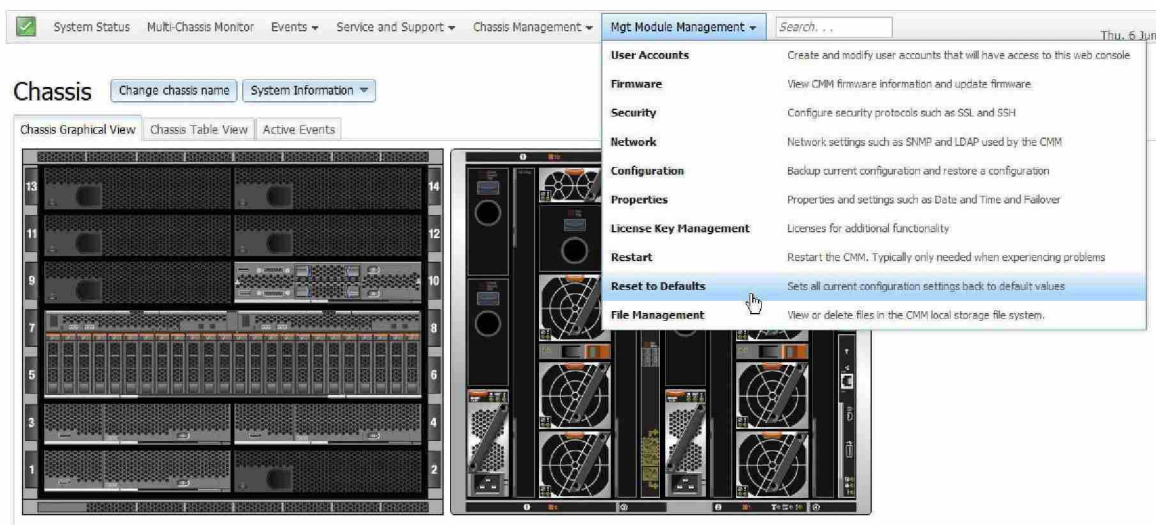 System Status Multi-Chassis Monitor Events Service and Support Chassis Management Mgt Module Management Search. . .
Thu. 6 Jun
User Accounts Create and modify user accounts that will have access to this web console
Firmware View CMM firmware information and update firmware
Security Configure security protocols such as SSL and SSH
Network Network settings such as SNMP and LDAP used by the CMM
Configuration Backup current configuration and restore a configuration
Properties Properties and settings such as Date and Time and Failover
License Key Management Licenses for additional functionality
Restart Restart the CMM. Typically only needed when experiencing problems
Reset to Defaults Sets all current configuration settings back to default values
File Management View or delete files in the CMM local storage file system.
Chassis Change chassis name System Information
Chassis Graphical View Chassis Table View Active Events
13 14
11 12
9 10
7 8
5 6
3 4
1 2